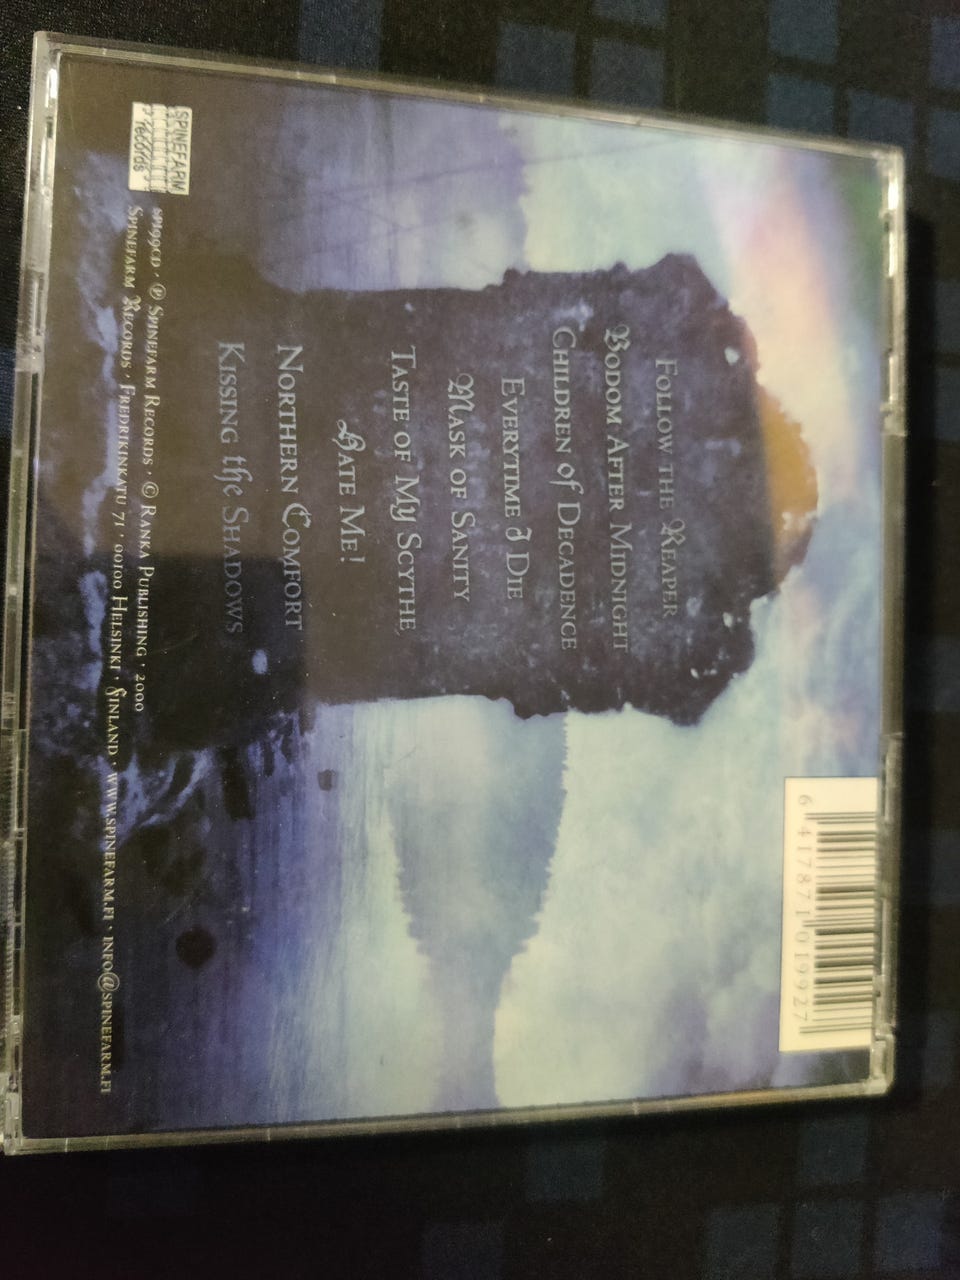 Follow the Reaper
Bodom After Midnight
Children of Decadence
Everytime I Die
Mask of Sanity
Taste of My Scythe
Hate Me!
Northern Comfort
Kissing the Shadows
6 417871 019927
SPINEFARM
records
SPI99CD · ℗ Spinefarm Records · © Ranka Publishing · 2000
Spinefarm Records · Fredrikinkatu 71 · 00100 Helsinki · Finland · www.spinefarm.fi · info@spinefarm.fi